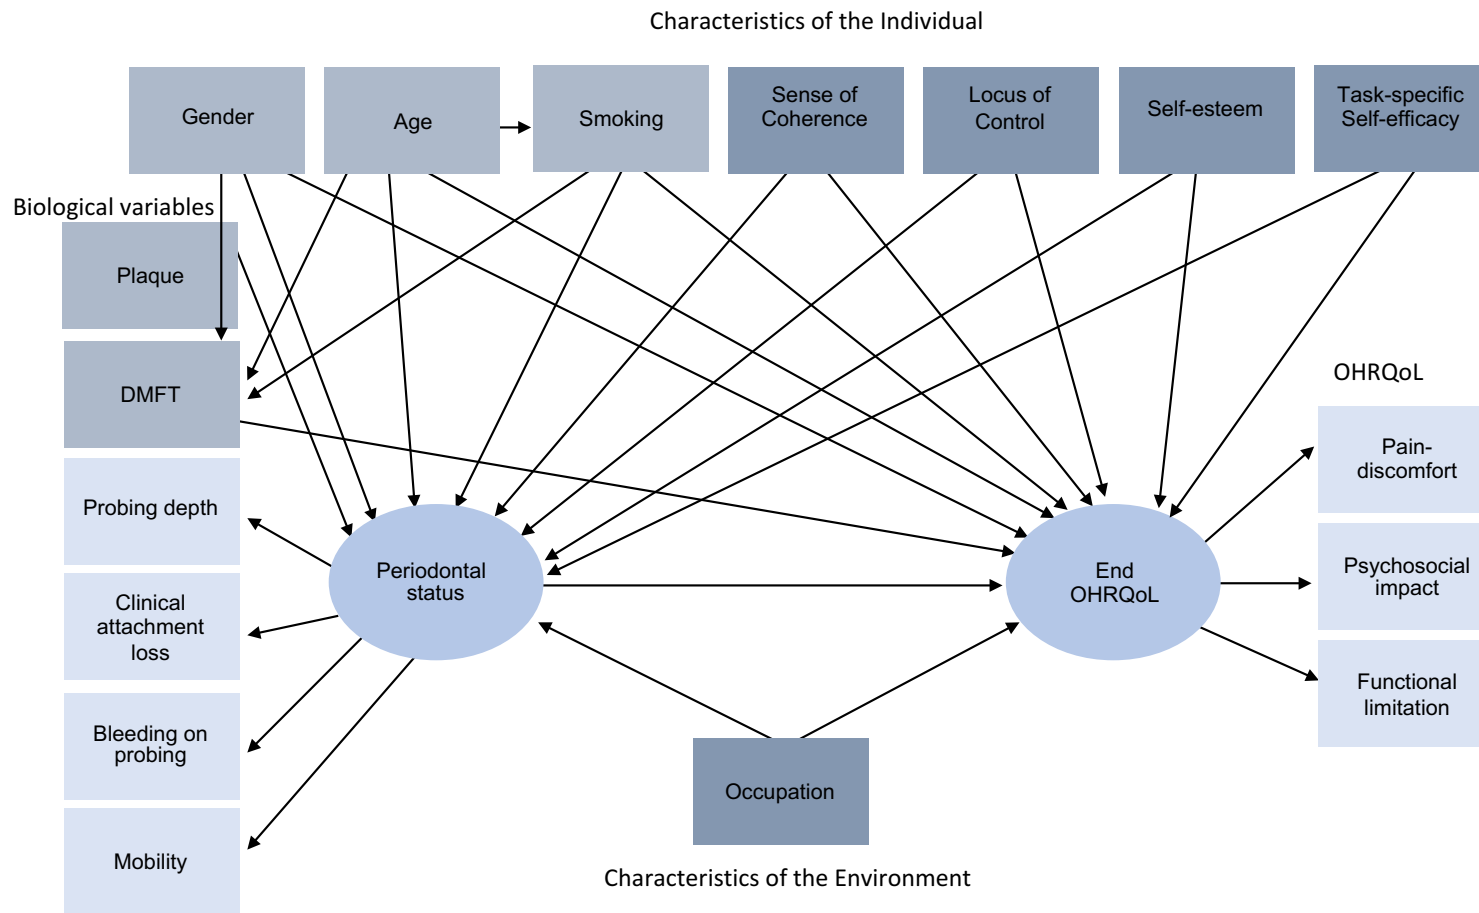 Characteristics of the Individual
Gender
Age
Smoking
Sense of
Coherence
Locus of
Control
Self-esteem
Task-specific
Self-efficacy
Biological variables
Plaque
DMFT
Probing depth
Clinical
attachment
loss
Bleeding on
probing
Mobility
Periodontal
status
End
OHRQoL
OHRQoL
Pain-
discomfort
Psychosocial
impact
Functional
limitation
Occupation
Characteristics of the Environment